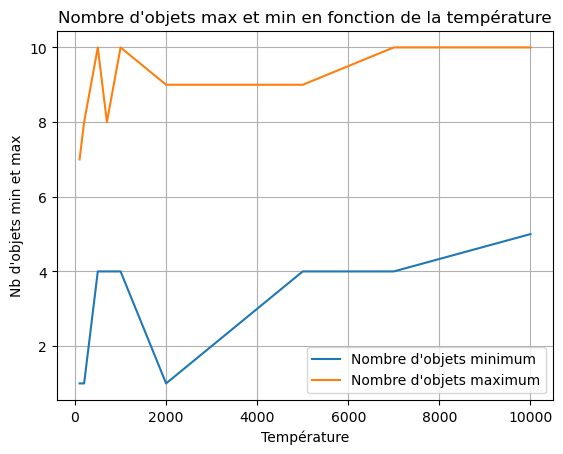 Nombre d'objets max et min en fonction de la température
10
8
6
4
2
Nb d'objets min et max
Nombre d'objets minimum
Nombre d'objets maximum
0 2000 4000 6000 8000 10000
Température